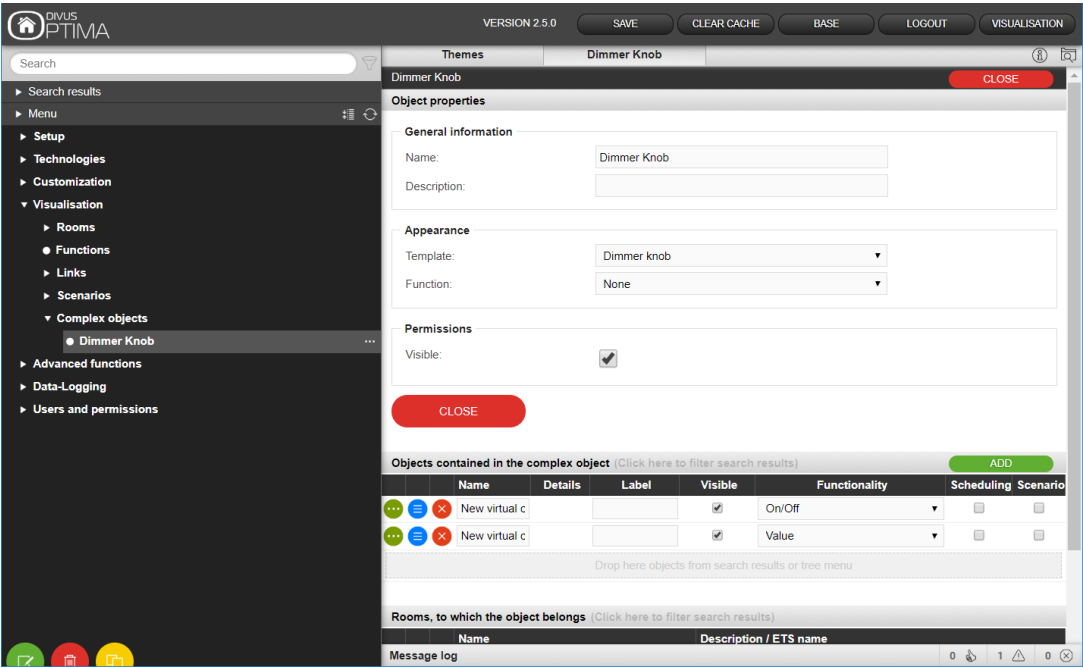 DIVUS
OPTIMA
VERSION 2.5.0
SAVE
CLEAR CACHE
BASE
LOGOUT
VISUALISATION
Search
Search results
Menu
Setup
Technologies
Customization
Visualisation
Rooms
Functions
Links
Scenarios
Complex objects
Dimmer Knob
Advanced functions
Data-Logging
Users and permissions
Themes
Dimmer Knob
Dimmer Knob
CLOSE
Object properties
General information
Name:
Dimmer Knob
Description:
Appearance
Template:
Dimmer knob
Function:
None
Permissions
Visible:
CLOSE
Objects contained in the complex object (Click here to filter search results)
ADD
Name Details Label Visible Functionality Scheduling Scenario
New virtual o On/Off
New virtual o Value
Drop here objects from search results or tree menu
Rooms, to which the object belongs (Click here to filter search results)
Name Description / ETS name
Message log
0 1 0